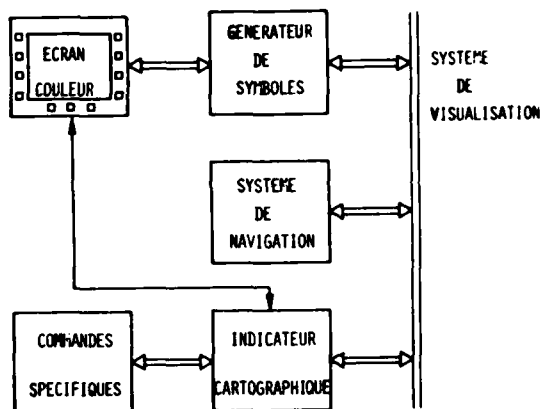 ECRAN
COULEUR
GENERATEUR
DE
SYMBOLES
SYSTEME
DE
VISUALISATION
SYSTEME
DE
NAVIGATION
COMMANDES
SPECIFIQUES
INDICATEUR
CARTOGRAPHIQUE